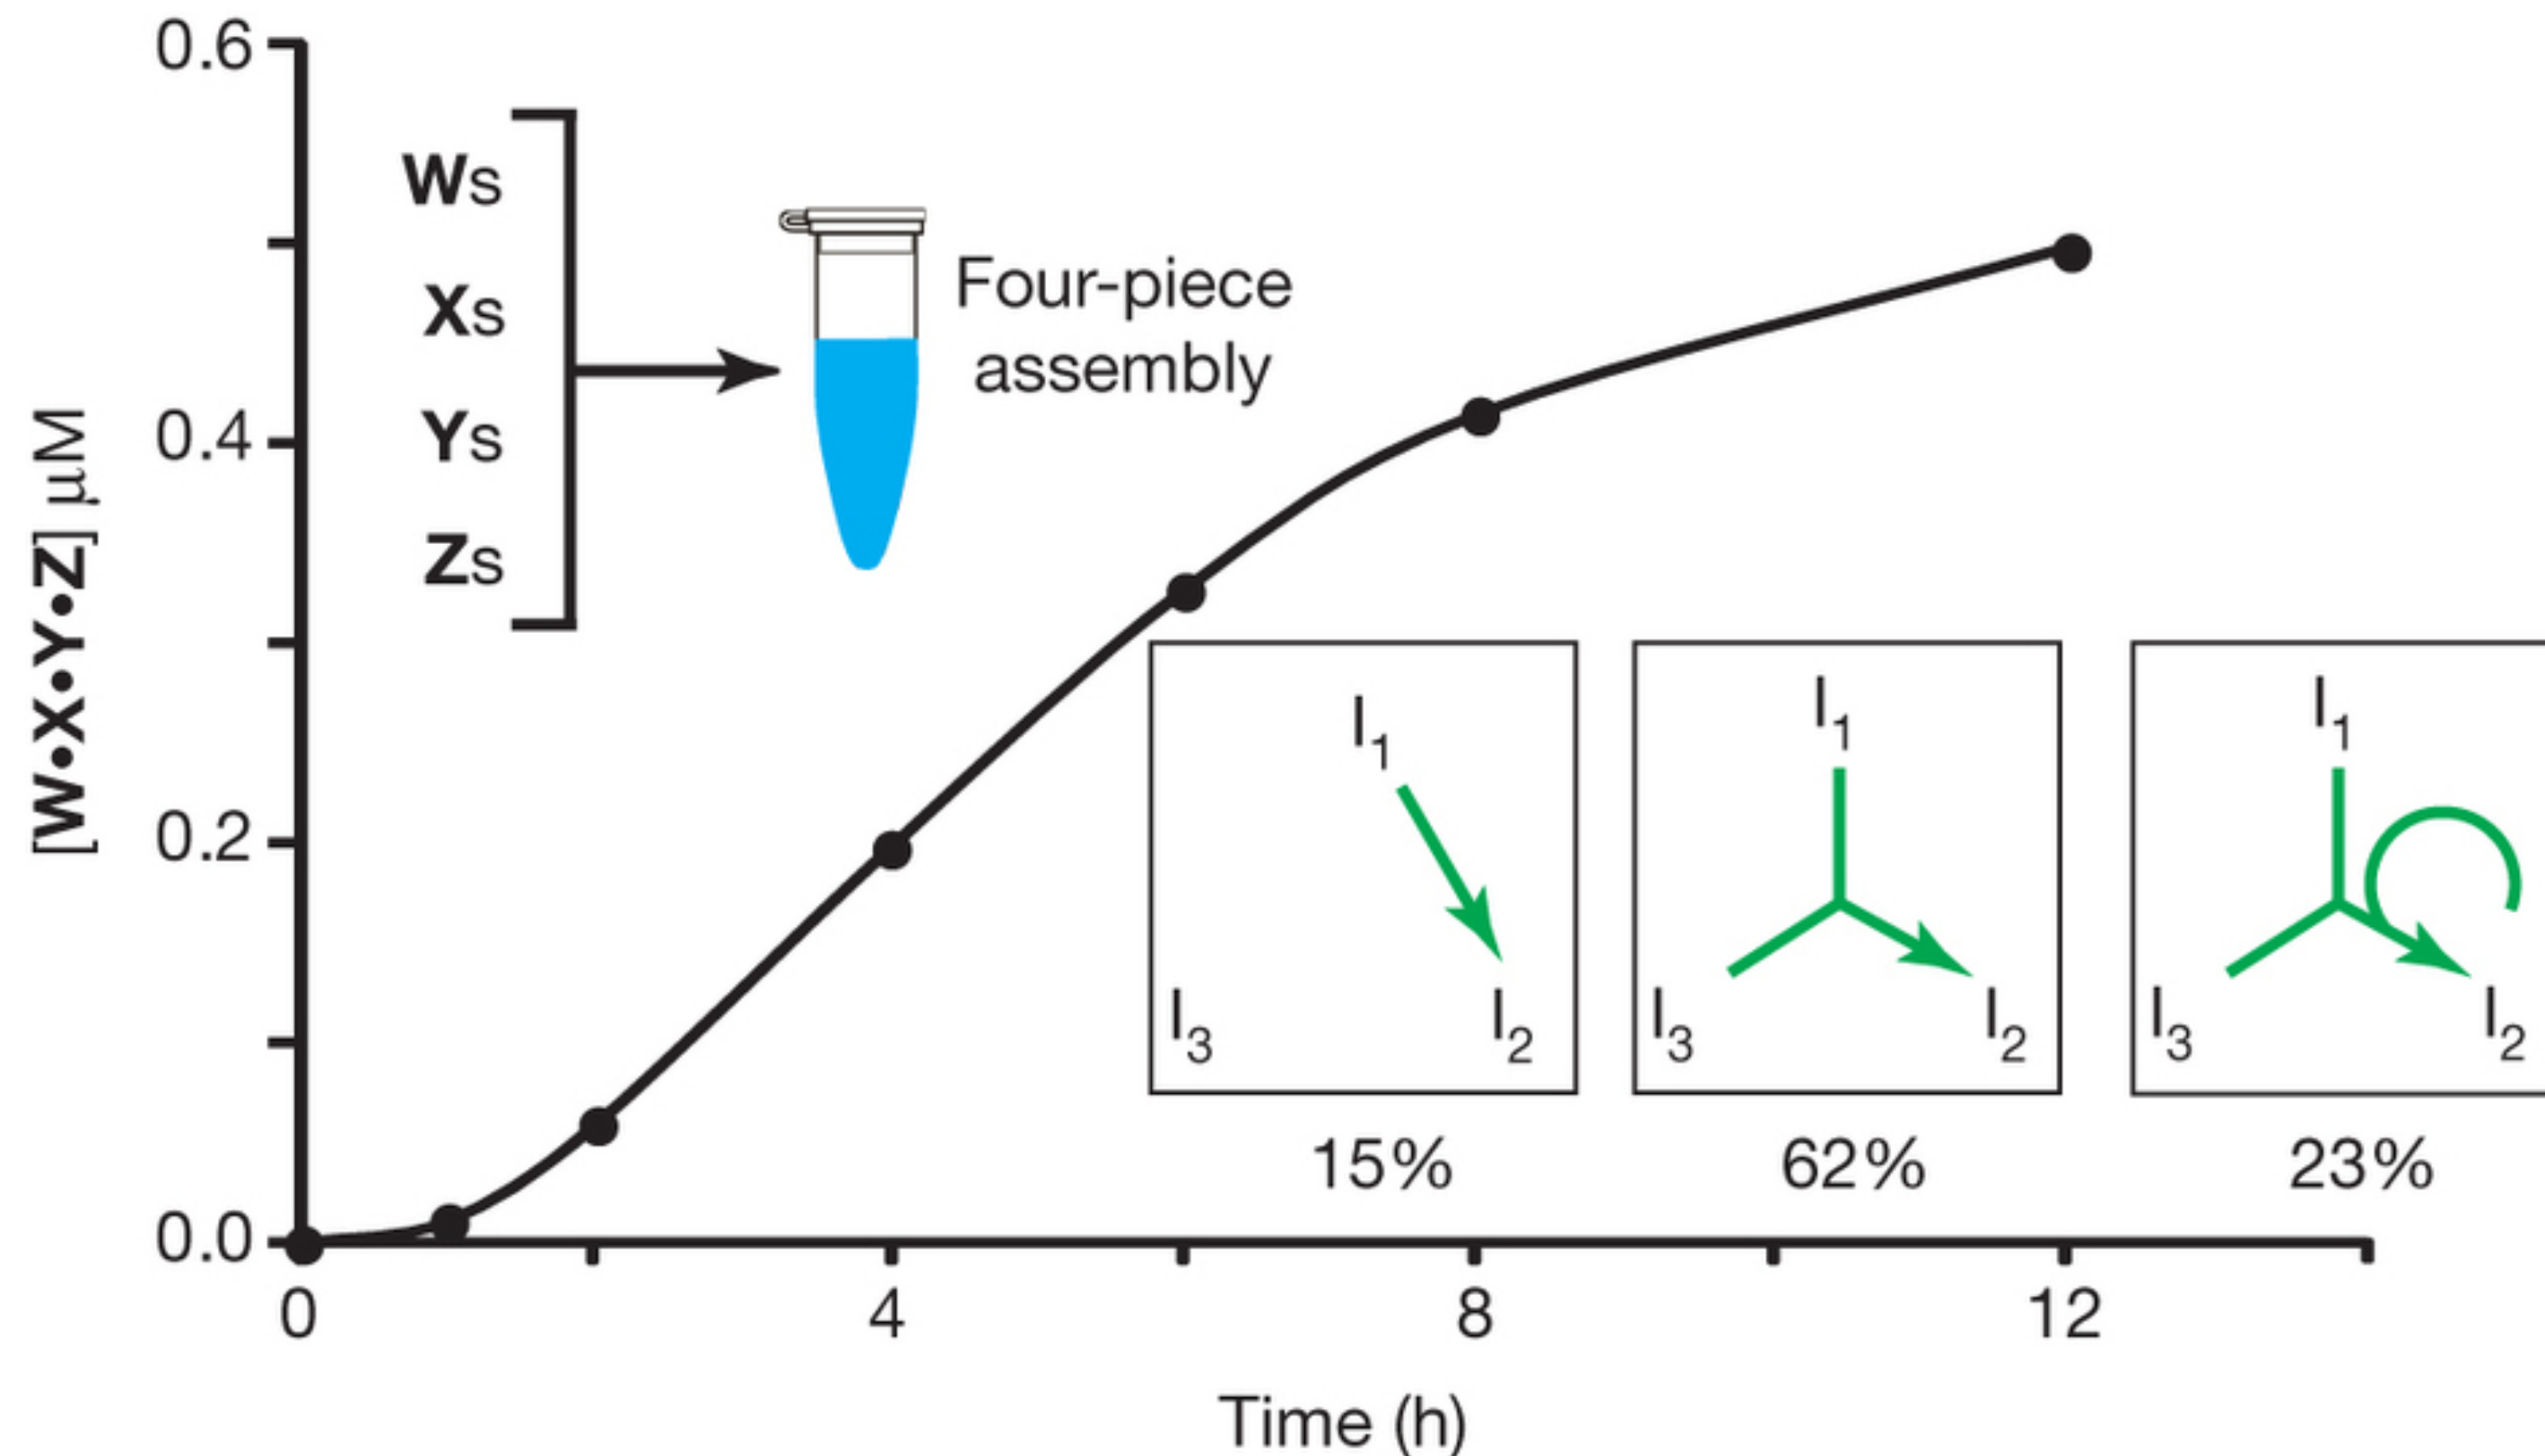 0.6
0.4
0.2
0.0
[W•X•Y•Z] µM
Ws
Xs
Ys
Zs
Four-piece
assembly
I1
I3
I2
15%
I1
I3
I2
62%
I1
I3
I2
23%
0
4
8
12
Time (h)